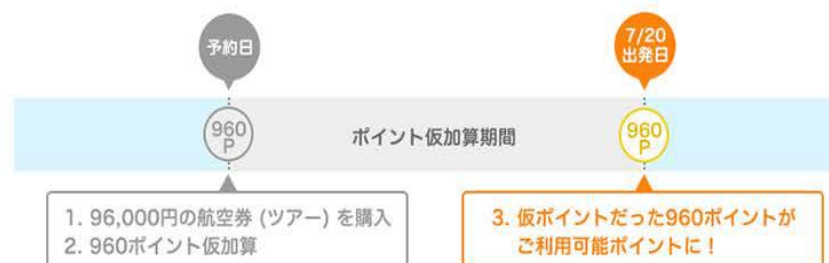 予約日
7/20
出発日
960
P
ポイント仮加算期間
960
P
1. 96,000円の航空券 (ツアー) を購入
2. 960ポイント仮加算
3. 仮ポイントだった960ポイントが
ご利用可能ポイントに！